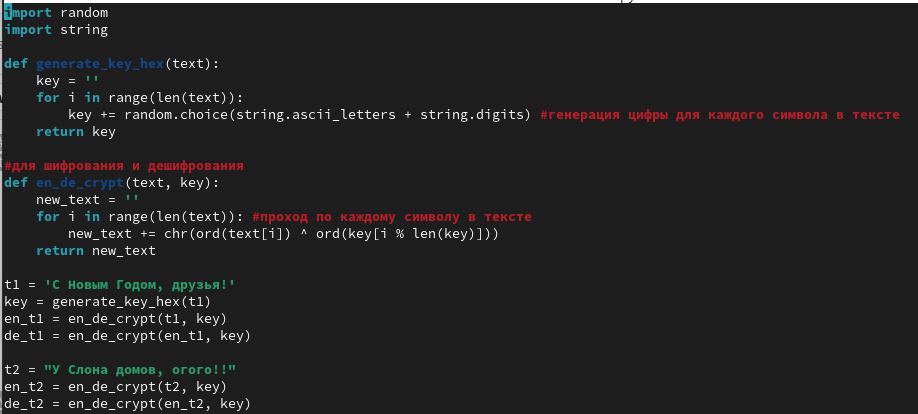 import random
import string
def generate_key_hex(text):
    key = ''
    for i in range(len(text)):
        key += random.choice(string.ascii_letters + string.digits) #генерация цифры для каждого символа в тексте
    return key
#для шифрования и дешифрования
def en_de_crypt(text, key):
    new_text = ''
    for i in range(len(text)): #проход по каждому символу в тексте
        new_text += chr(ord(text[i]) ^ ord(key[i % len(key)]))
    return new_text
t1 = 'С Новым Годом, друзья!'
key = generate_key_hex(t1)
en_t1 = en_de_crypt(t1, key)
de_t1 = en_de_crypt(en_t1, key)
t2 = "У Слона домов, огого!!"
en_t2 = en_de_crypt(t2, key)
de_t2 = en_de_crypt(en_t2, key)